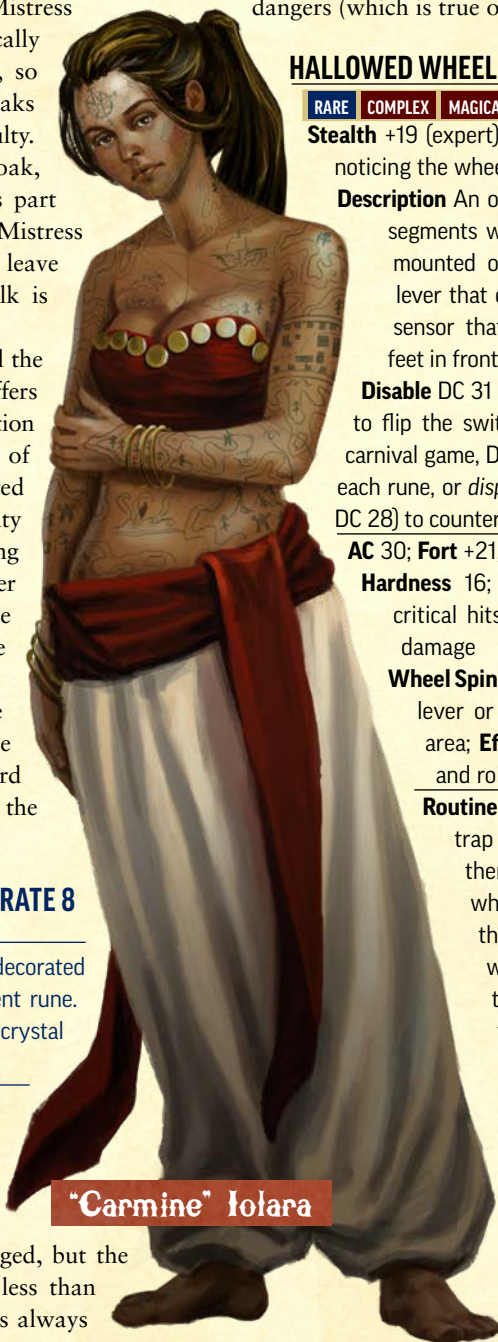 Mistress
cally
, so
aks
lty.
oak,
s part
Mistress
leave
lk is
l the
ffers
tion
of
red
ty
ng
er
e
e
e
e
rd
the
RATE 8
decorated
ent rune.
crystal
"Carmine" Iolara
ged, but the
less than
s always
dangers (which is true o
HALLOWED WHEEL
RARE COMPLEX MAGICA
Stealth +19 (expert)
noticing the whee
Description An o
segments w
mounted o
lever that
sensor tha
feet in front
Disable DC 31
to flip the swit
carnival game, D
each rune, or disp
DC 28) to counter
AC 30; Fort +21
Hardness 16;
critical hits
damage
Wheel Spin
lever or
area; Ef
and ro
Routine
trap
the
wh
th
w
t